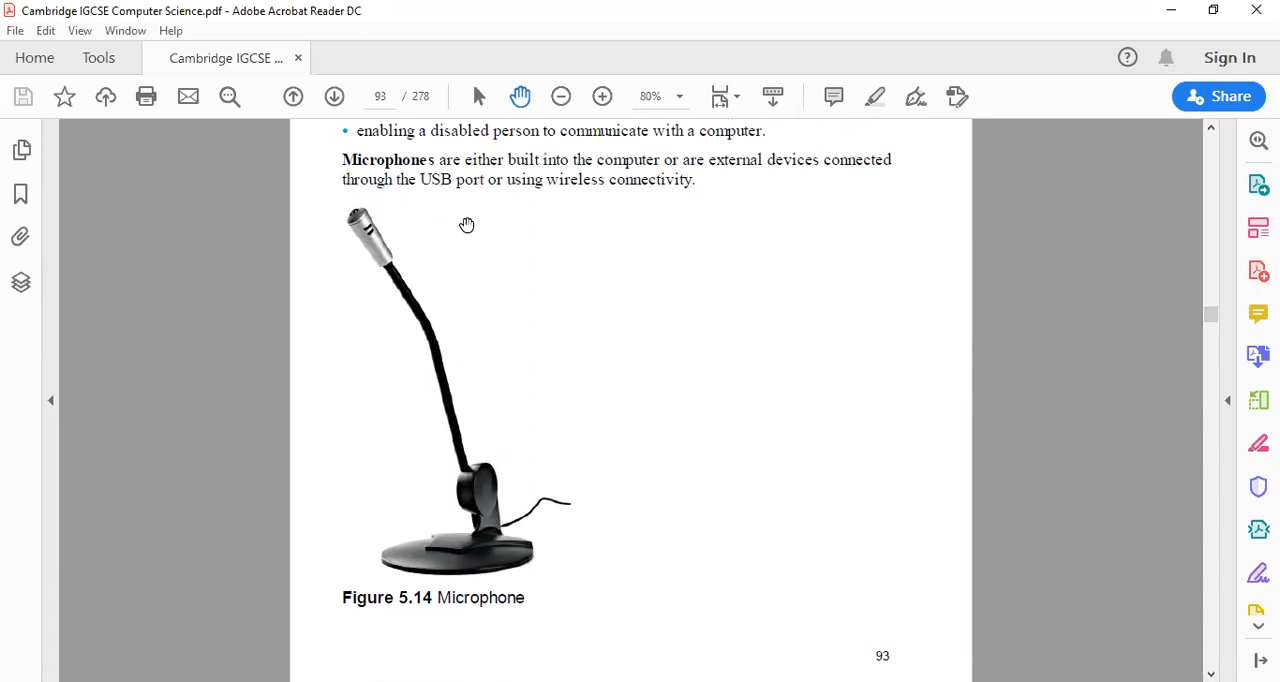 Cambridge IGCSE Computer Science.pdf - Adobe Acrobat Reader DC
File Edit View Window Help
Home Tools Cambridge IGCSE ... × Sign In
93 / 278 80% Share
• enabling a disabled person to communicate with a computer.
Microphones are either built into the computer or are external devices connected
through the USB port or using wireless connectivity.
Figure 5.14 Microphone
93